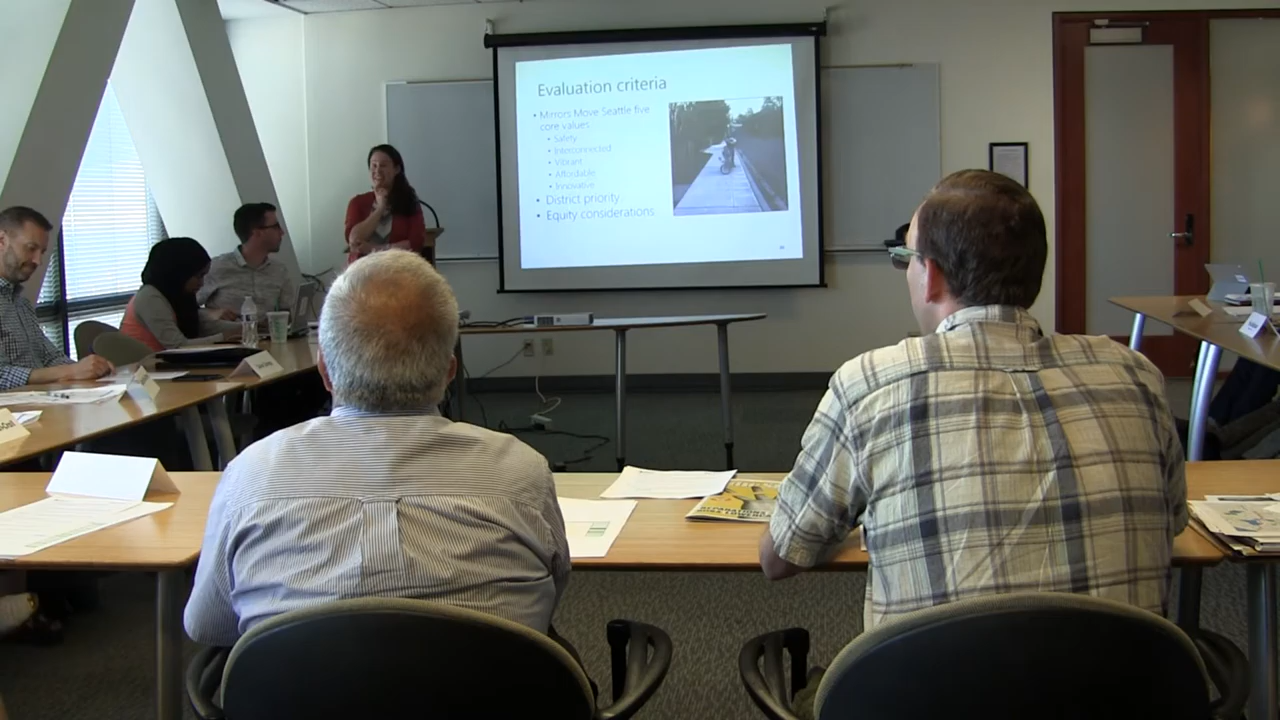 Evaluation criteria
• Mirrors Move Seattle five
core values
• Safety
• Interconnected
• Vibrant
• Affordable
• Innovative
• District priority
• Equity considerations